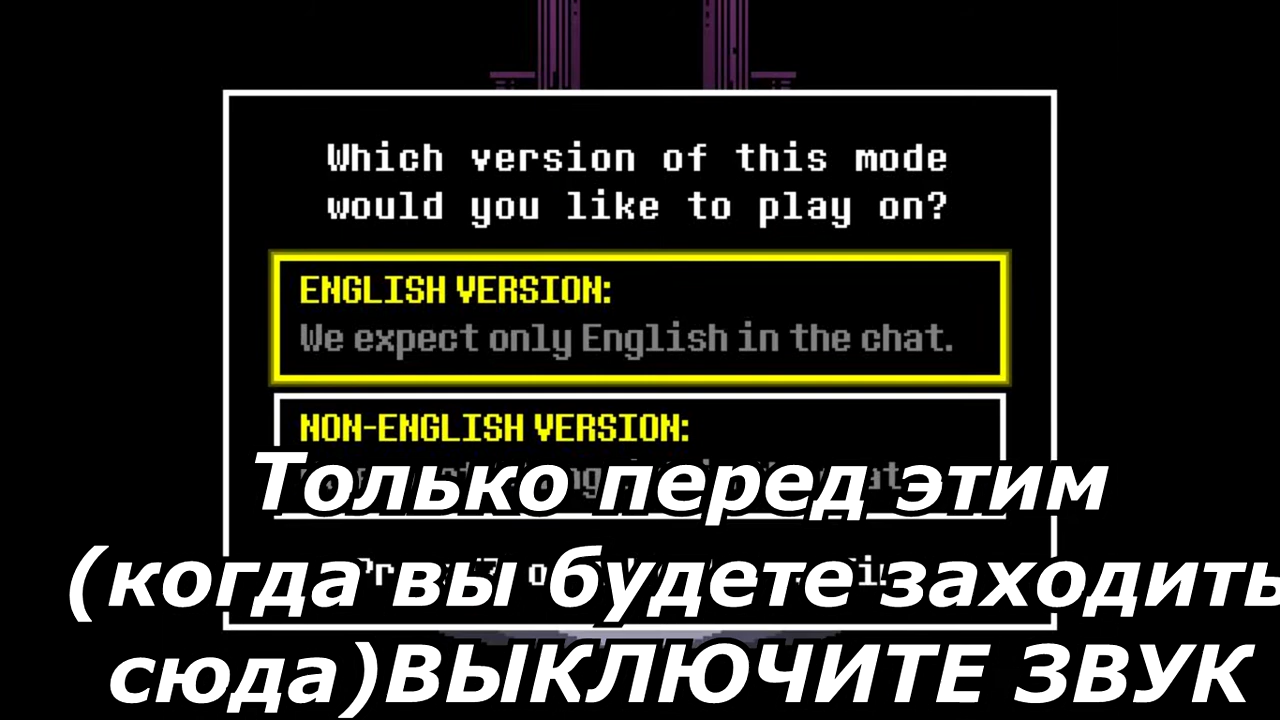 Which version of this mode
would you like to play on?
ENGLISH VERSION:
We expect only English in the chat.
NON-ENGLISH VERSION:
Только перед этим
(когда вы будете заходить
сюда)ВЫКЛЮЧИТЕ ЗВУК